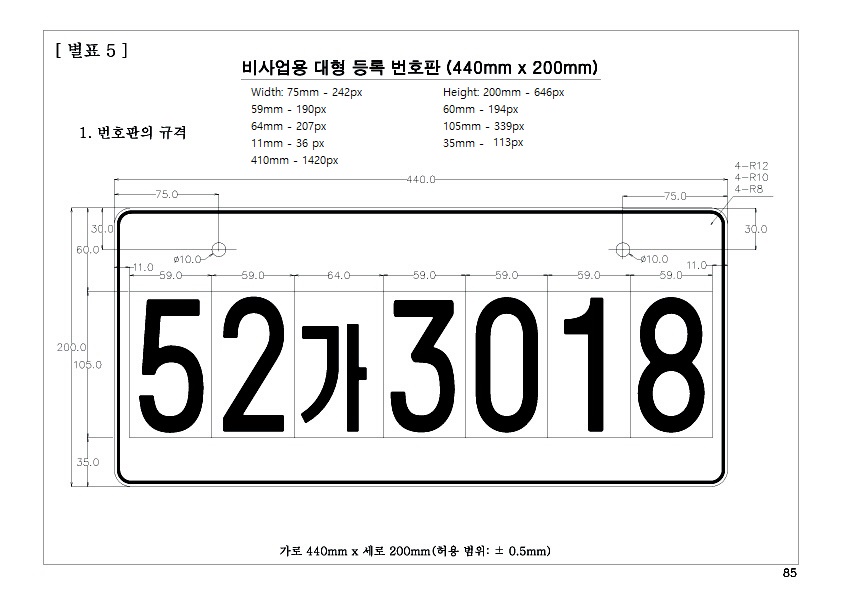 [ 별표 5 ]
비사업용 대형 등록 번호판 (440mm x 200mm)
Width: 75mm - 242px
Height: 200mm - 646px
59mm - 190px
60mm - 194px
64mm - 207px
105mm - 339px
11mm - 36 px
35mm - 113px
410mm - 1420px
1. 번호판의 규격
4-R12
4-R10
4-R8
440.0
75.0
75.0
30.0
30.0
60.0
ø10.0
ø10.0
11.0
11.0
59.0 59.0 64.0 59.0 59.0 59.0 59.0
52가3018
200.0
105.0
35.0
가로 440mm x 세로 200mm(허용 범위: ± 0.5mm)
85